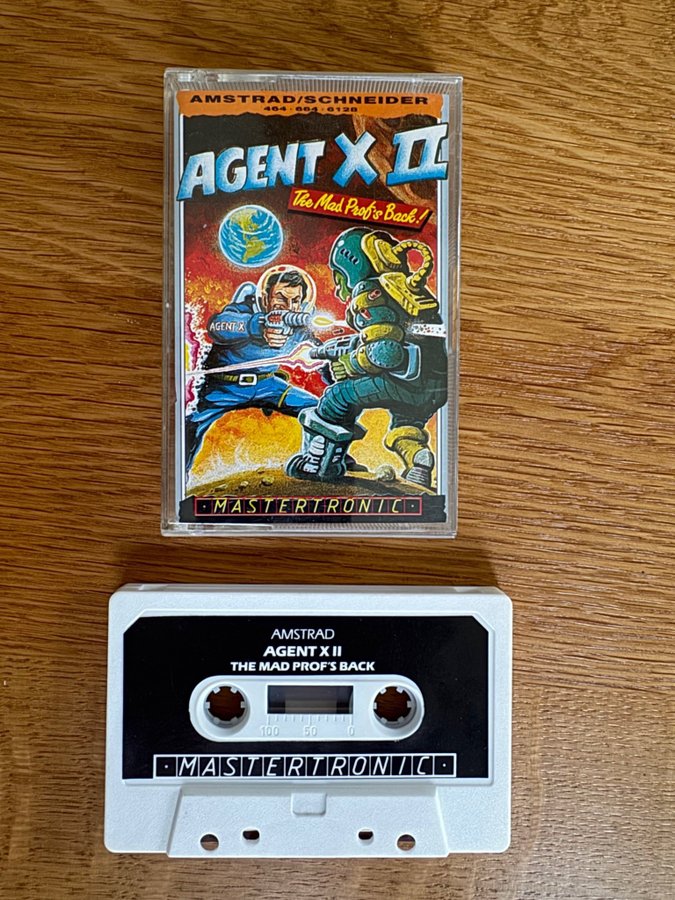 AMSTRAD/SCHNEIDER
464 · 664 · 6128
AGENT X II
The Mad Prof's Back!
AGENT X
· MASTERTRONIC ·
AMSTRAD
AGENT X II
THE MAD PROF'S BACK
100 50 0
· MASTERTRONIC ·